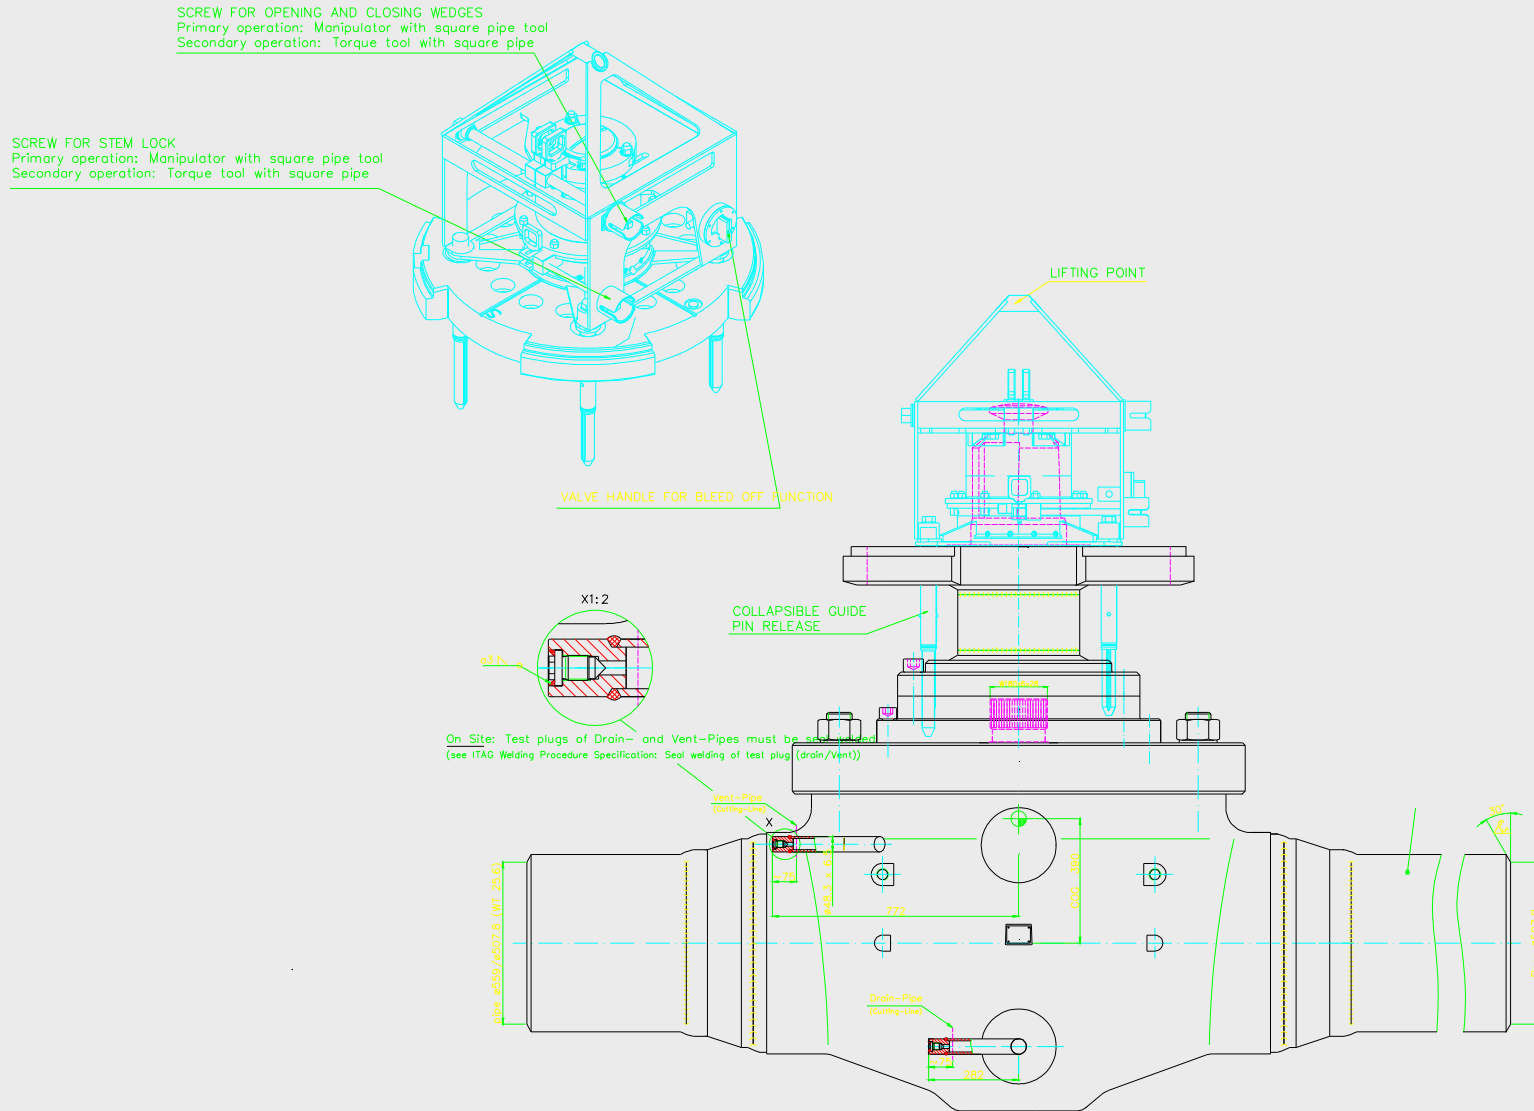 SCREW FOR OPENING AND CLOSING WEDGES
Primary operation: Manipulator with square pipe tool
Secondary operation: Torque tool with square pipe
SCREW FOR STEM LOCK
Primary operation: Manipulator with square pipe tool
Secondary operation: Torque tool with square pipe
LIFTING POINT
VALVE HANDLE FOR BLEED OFF FUNCTION
X1:2
COLLAPSIBLE GUIDE
PIN RELEASE
On Site: Test plugs of Drain- and Vent-Pipes must be seal welded
(see ITAG Welding Procedure Specification: Seal welding of test plug (drain/Vent))
Vent-Pipe
X
772
Drain-Pipe
282